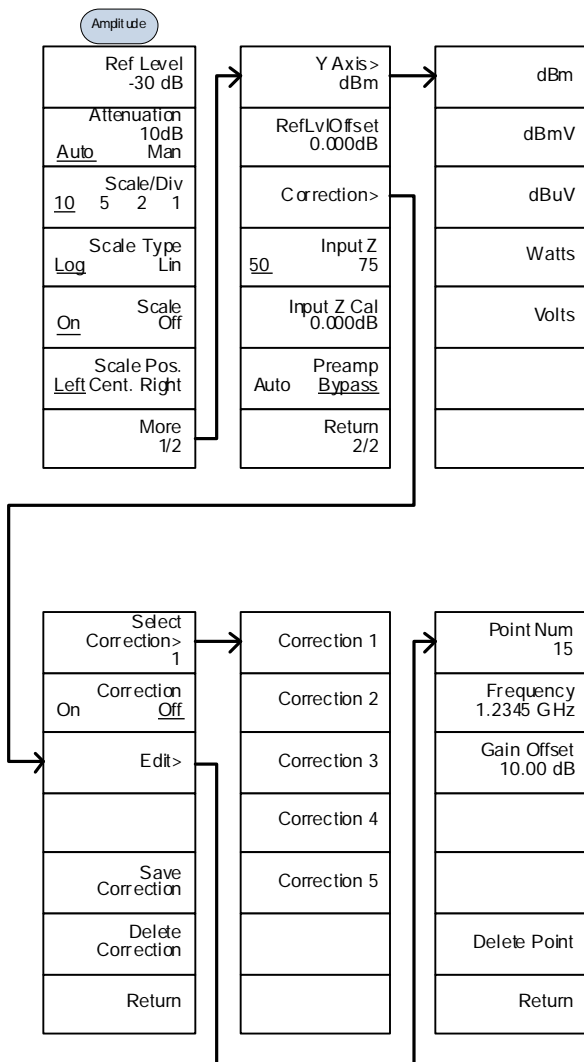 Amplitude
Ref Level
-30 dB
Attenuation
10dB
Auto Man
Scale/Div
10 5 2 1
Scale Type
Log Lin
Scale
On Off
Scale Pos.
Left Cent. Right
More
1/2
Y Axis>
dBm
RefLvlOffset
0.000dB
Correction>
Input Z
50 75
Input Z Cal
0.000dB
Preamp
Auto Bypass
Return
2/2
dBm
dBmV
dBuV
Watts
Volts
Select
Correction>
1
Correction
On Off
Edit>
Save
Correction
Delete
Correction
Return
Correction 1
Correction 2
Correction 3
Correction 4
Correction 5
Point Num
15
Frequency
1.2345 GHz
Gain Offset
10.00 dB
Delete Point
Return